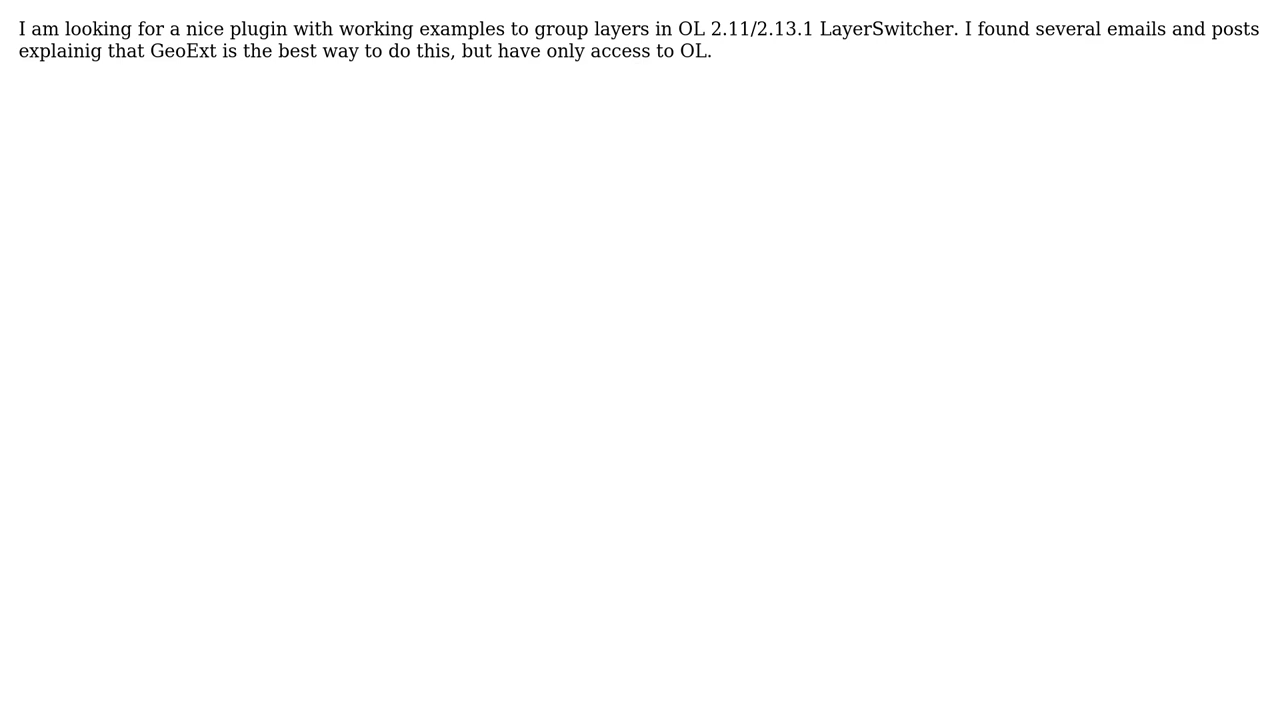 I am looking for a nice plugin with working examples to group layers in OL 2.11/2.13.1 LayerSwitcher. I found several emails and posts
explainig that GeoExt is the best way to do this, but have only access to OL.